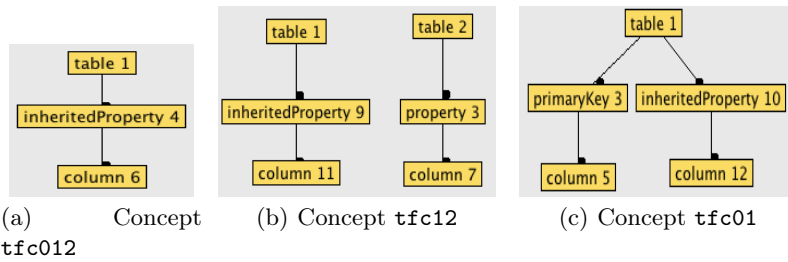 table 1
inheritedProperty 4
column 6
(a) Concept
tfc012
table 1
table 2
inheritedProperty 9
property 3
column 11
column 7
(b) Concept tfc12
table 1
primaryKey 3
inheritedProperty 10
column 5
column 12
(c) Concept tfc01